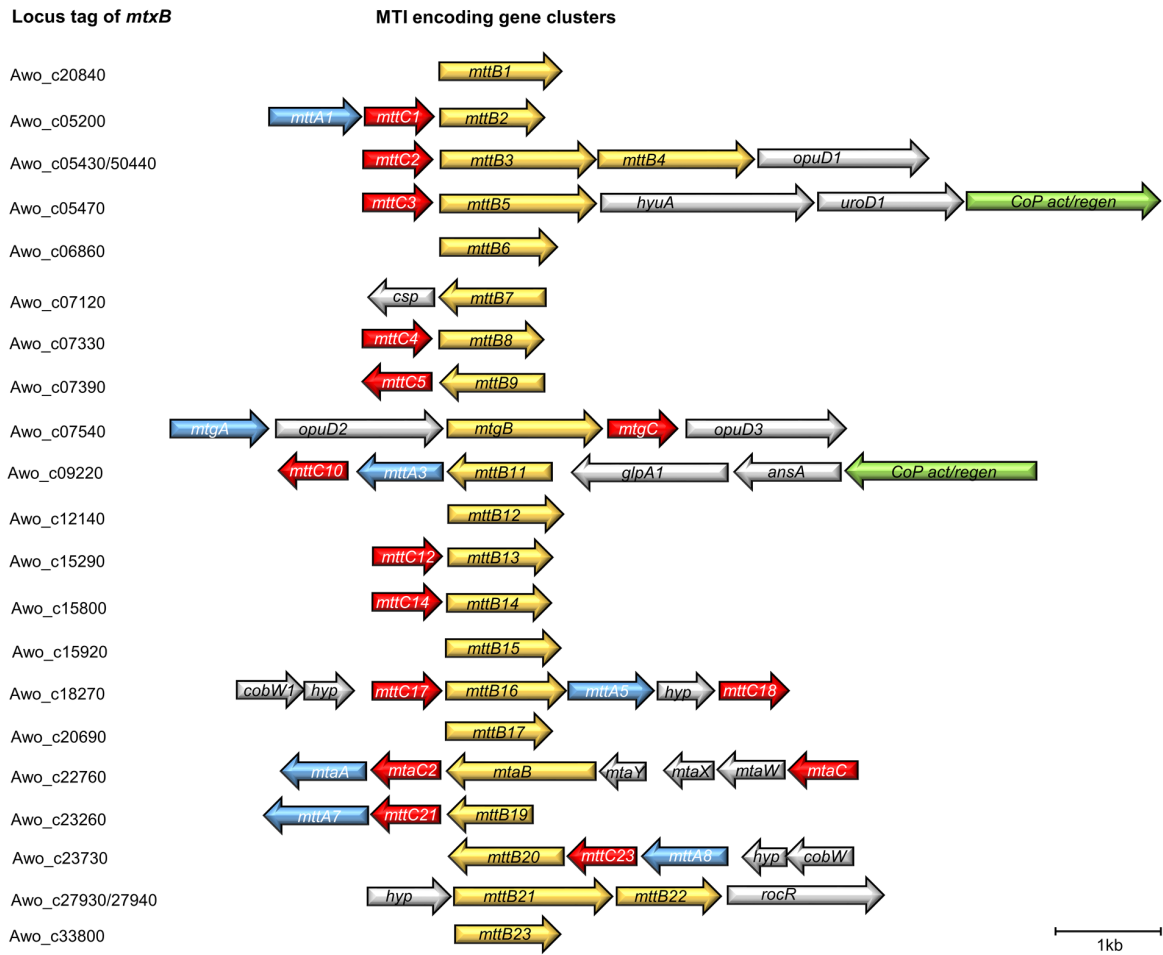 Locus tag of mtxB MTI encoding gene clusters
Awo_c20840 mttB1
Awo_c05200 mttA1 mttC1 mttB2
Awo_c05430/50440 mttC2 mttB3 mttB4 opuD1
Awo_c05470 mttC3 mttB5 hyuA uroD1 CoP act/regen
Awo_c06860 mttB6
Awo_c07120 csp mttB7
Awo_c07330 mttC4 mttB8
Awo_c07390 mttC5 mttB9
Awo_c07540 mtgA opuD2 mtgB mtgC opuD3
Awo_c09220 mttC10 mttA3 mttB11 glpA1 ansA CoP act/regen
Awo_c12140 mttB12
Awo_c15290 mttC12 mttB13
Awo_c15800 mttC14 mttB14
Awo_c15920 mttB15
Awo_c18270 cobW1 hyp mttC17 mttB16 mttA5 hyp mttC18
Awo_c20690 mttB17
Awo_c22760 mtaA mtaC2 mtaB mtaY mtaX mtaW mtaC
Awo_c23260 mttA7 mttC21 mttB19
Awo_c23730 mttB20 mttC23 mttA8 hyp cobW
Awo_c27930/27940 hyp mttB21 mttB22 rocR
Awo_c33800 mttB23
1kb